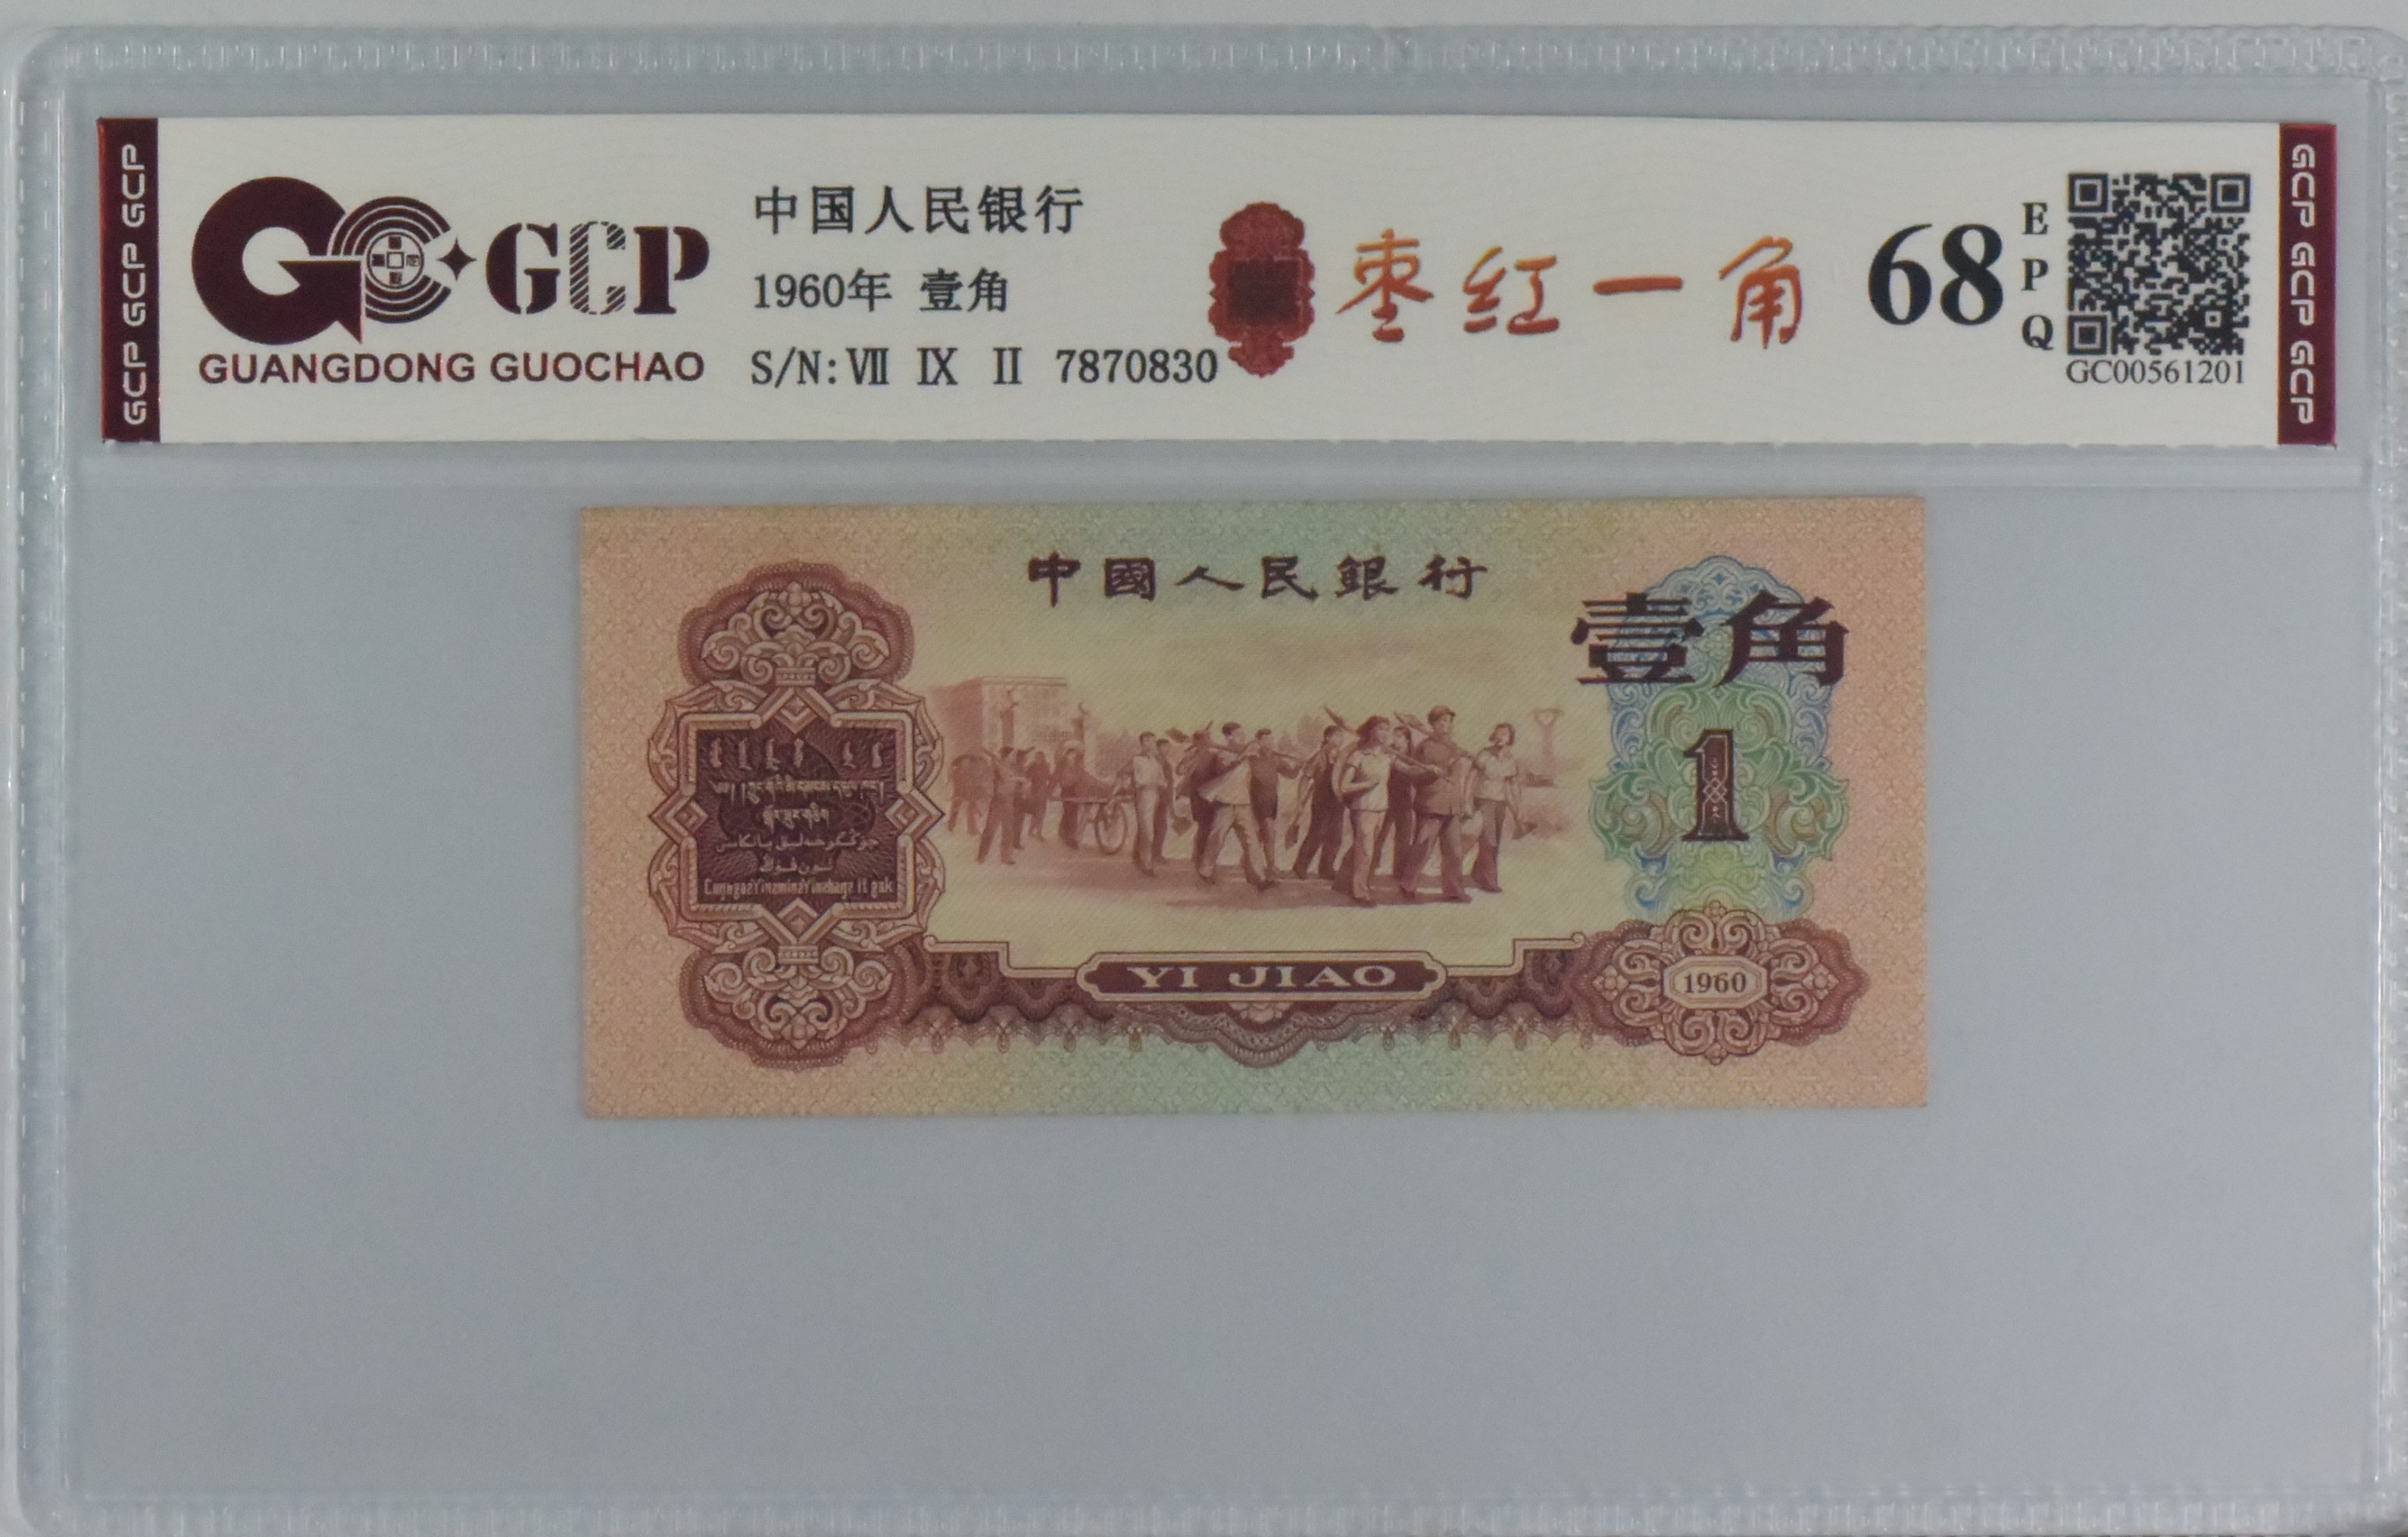 GCP GCP GCP
GCP
GUANGDONG GUOCHAO
中国人民银行
1960年 壹角
S/N: Ⅶ Ⅸ Ⅱ 7870830
枣红一角
68
E
P
Q
GC00561201
GCP GCP GCP
中國人民銀行
壹角
1
YI JIAO
1960